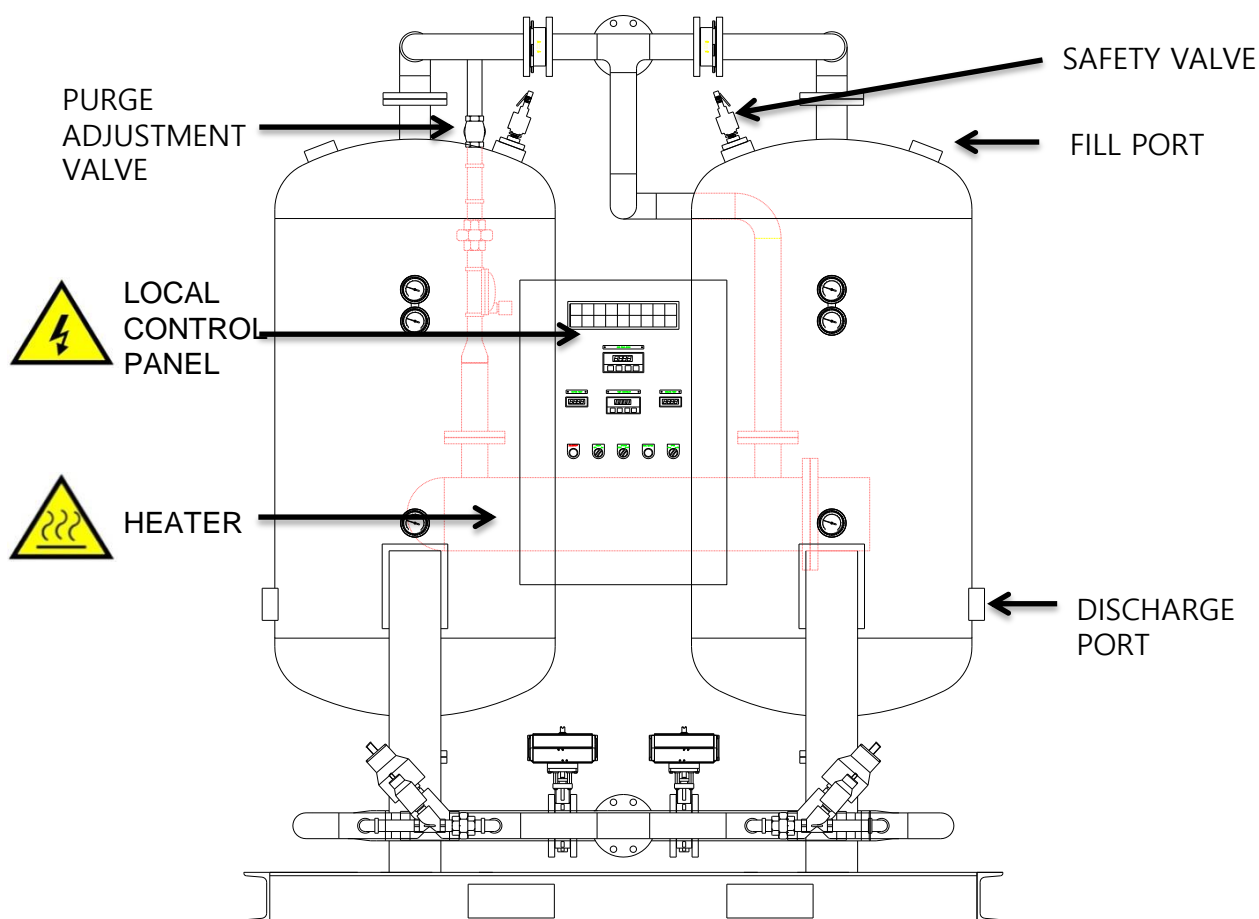 SAFETY VALVE
PURGE
ADJUSTMENT
VALVE
FILL PORT
LOCAL
CONTROL
PANEL
HEATER
DISCHARGE
PORT